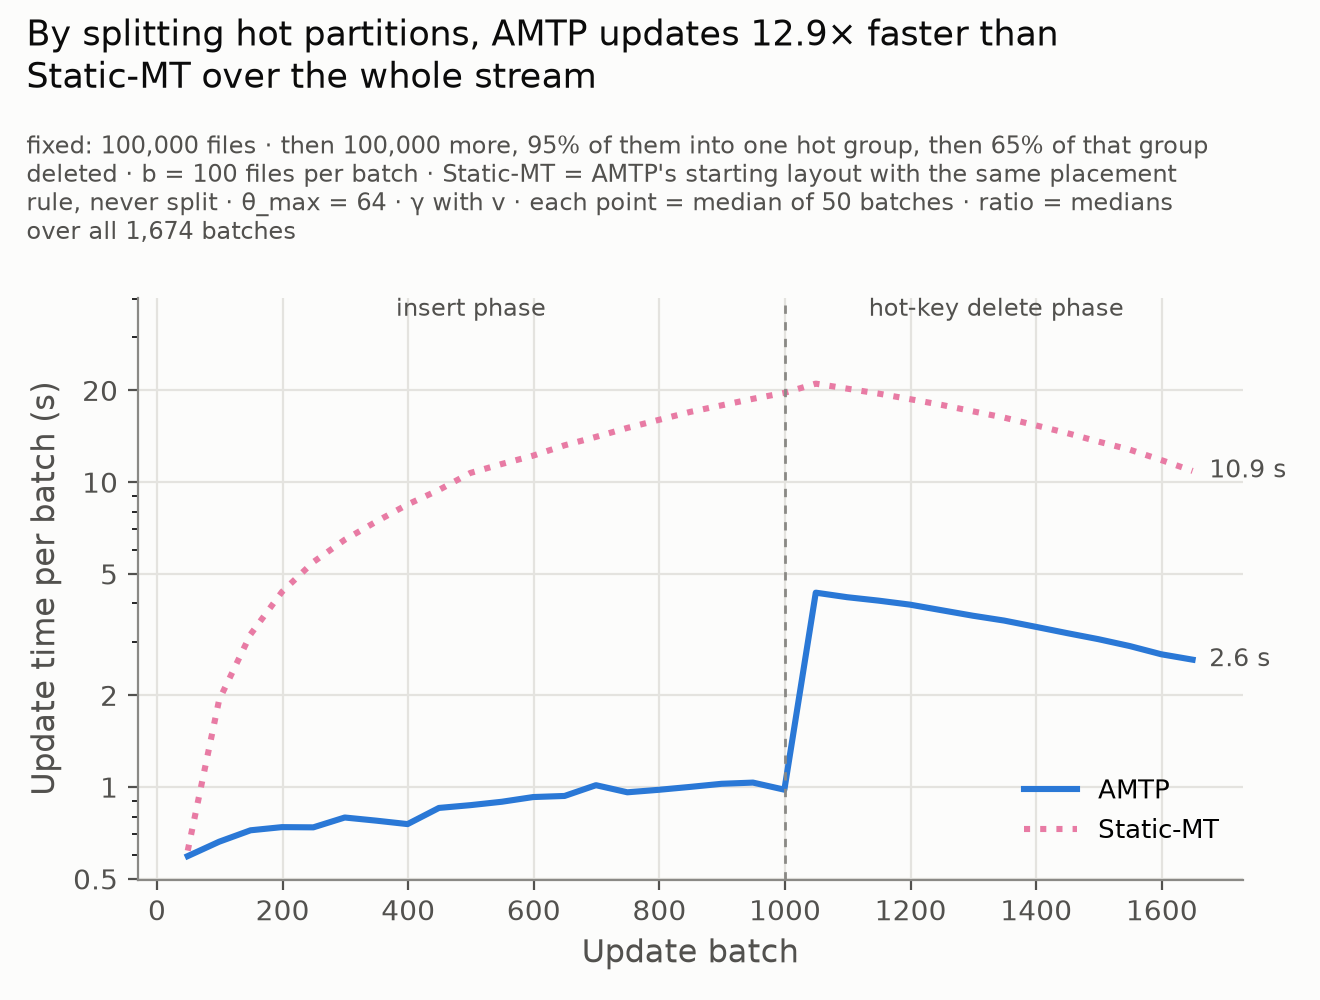 By splitting hot partitions, AMTP updates 12.9× faster than
Static-MT over the whole stream
fixed: 100,000 files · then 100,000 more, 95% of them into one hot group, then 65% of that group
deleted · b = 100 files per batch · Static-MT = AMTP's starting layout with the same placement
rule, never split · θ_max = 64 · γ with v · each point = median of 50 batches · ratio = medians
over all 1,674 batches
insert phase
hot-key delete phase
Update time per batch (s)
20
10
5
2
1
0.5
10.9 s
2.6 s
AMTP
Static-MT
0 200 400 600 800 1000 1200 1400 1600
Update batch